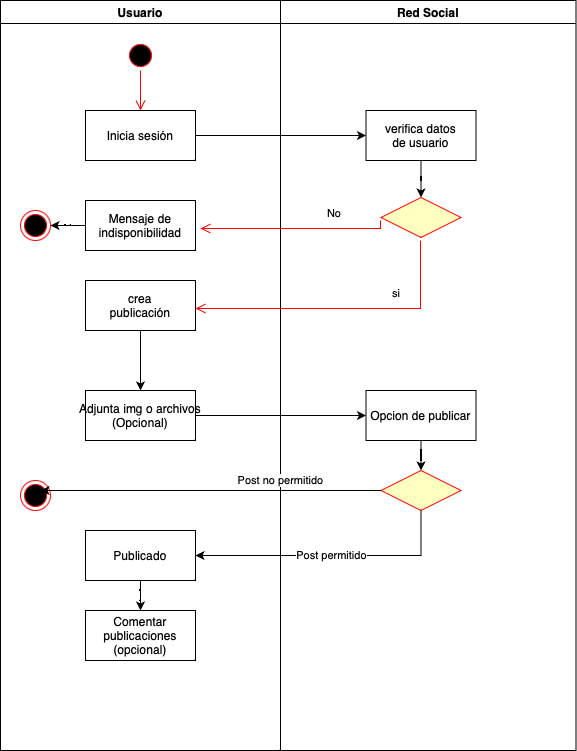 Usuario
Red Social
Inicia sesión
verifica datos
de usuario
No
Mensaje de
indisponibilidad
si
crea
publicación
Adjunta img o archivos
(Opcional)
Opcion de publicar
Post no permitido
Publicado
Post permitido
Comentar
publicaciones
(opcional)